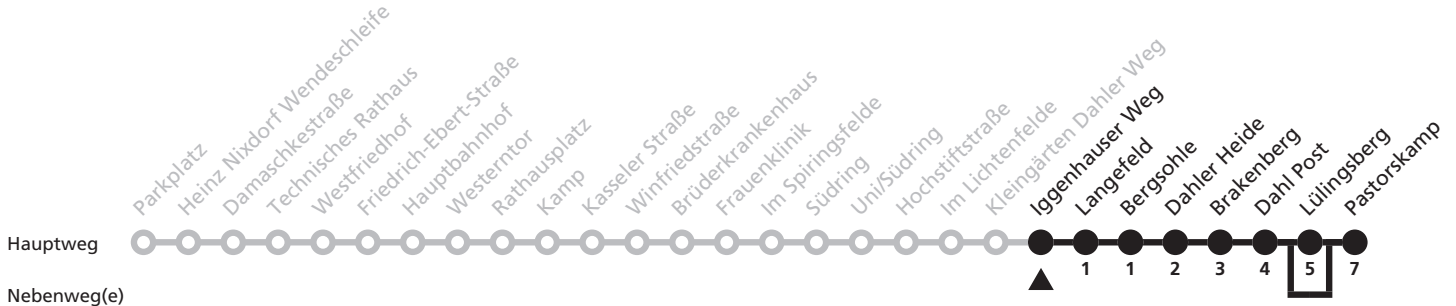 Parkplatz
Heinz Nixdorf Wendeschleife
Damaschkestraße
Technisches Rathaus
Westfriedhof
Friedrich-Ebert-Straße
Hauptbahnhof
Westerntor
Rathausplatz
Kamp
Kasseler Straße
Winfriedstraße
Brüderkrankenhaus
Frauenklinik
Im Spiringsfelde
Südring
Uni/Südring
Hochstiftstraße
Im Lichtenfelde
Kleingärten Dahler Weg
Iggenhauser Weg
Langefeld
Bergsohle
Dahler Heide
Brakenberg
Dahl Post
Lülingsberg
Pastorskamp
Hauptweg
1 1 2 3 4 5 7
Nebenweg(e)